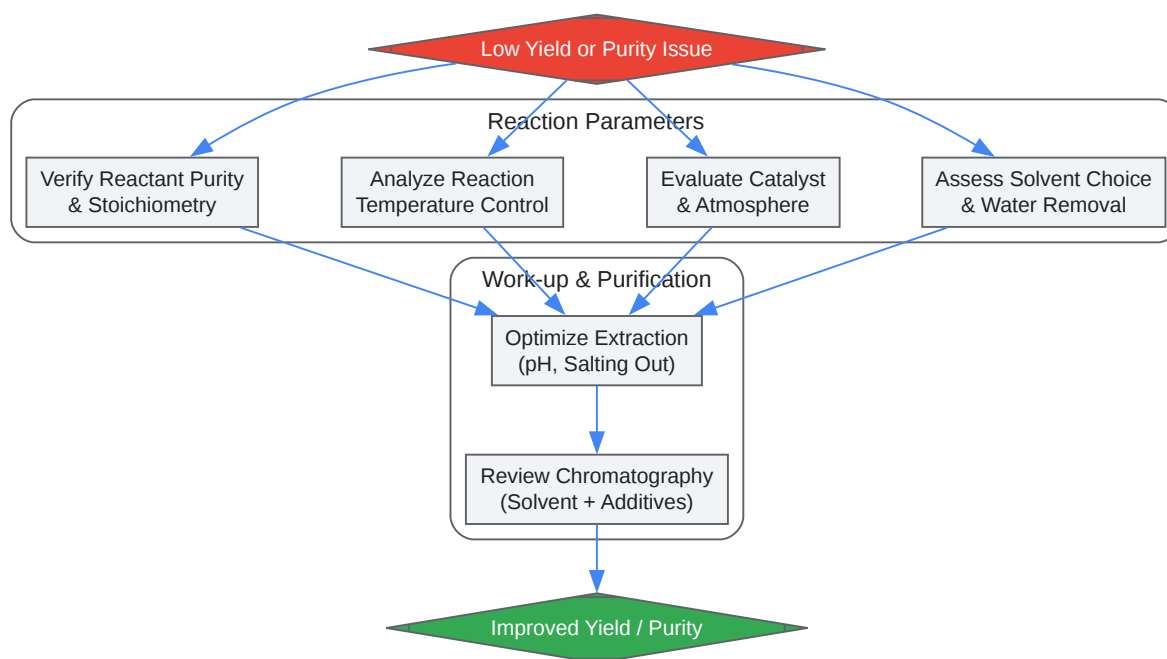 Low Yield or Purity Issue
Reaction Parameters
Verify Reactant Purity
& Stoichiometry
Analyze Reaction
Temperature Control
Evaluate Catalyst
& Atmosphere
Assess Solvent Choice
& Water Removal
Work-up & Purification
Optimize Extraction
(pH, Salting Out)
Review Chromatography
(Solvent + Additives)
Improved Yield / Purity